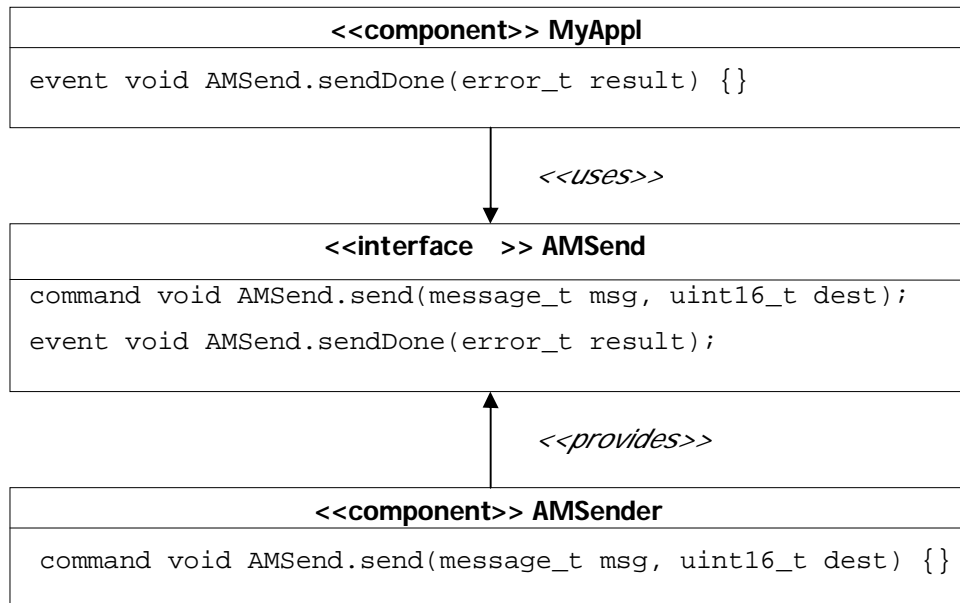 <<component>> MyAppl
event void AMSend.sendDone(error_t result) {}
<<uses>>
<<interface >> AMSend
command void AMSend.send(message_t msg, uint16_t dest);
event void AMSend.sendDone(error_t result);
<<provides>>
<<component>> AMSender
command void AMSend.send(message_t msg, uint16_t dest) {}